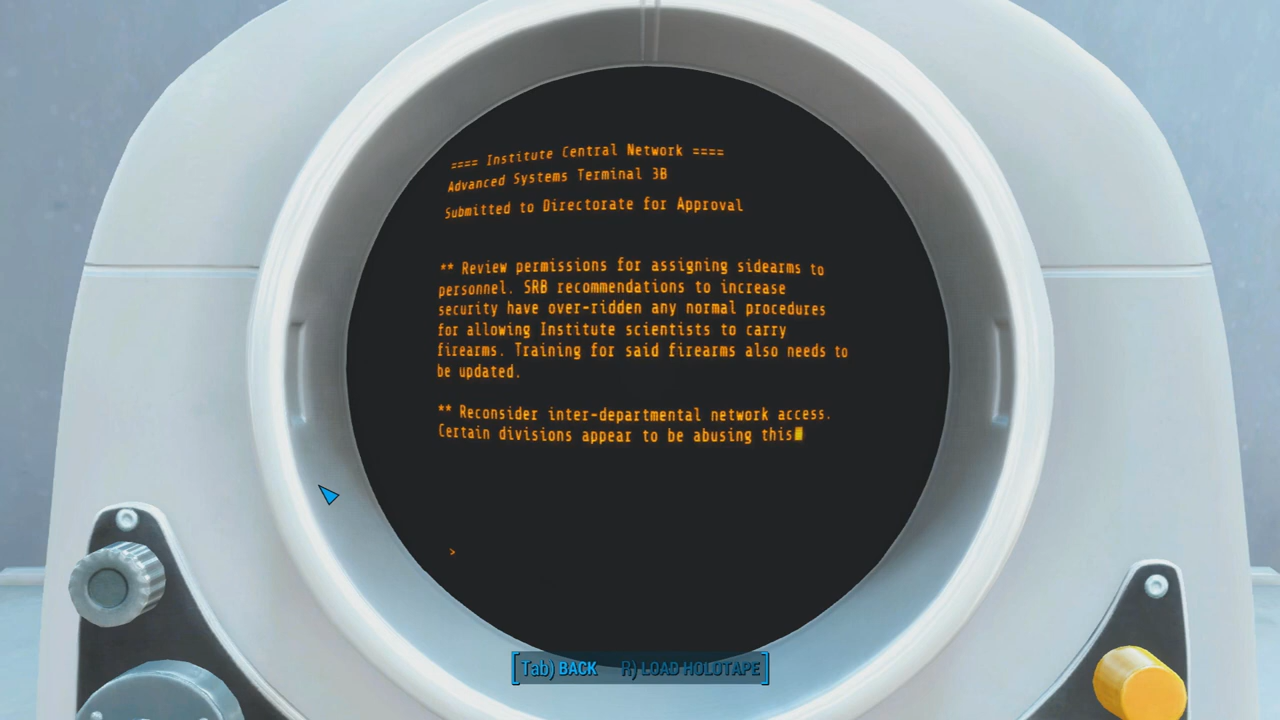 ==== Institute Central Network ====
Advanced Systems Terminal 3B
Submitted to Directorate for Approval
** Review permissions for assigning sidearms to
personnel. SRB recommendations to increase
security have over-ridden any normal procedures
for allowing Institute scientists to carry
firearms. Training for said firearms also needs to
be updated.
** Reconsider inter-departmental network access.
Certain divisions appear to be abusing this
>
Tab) BACK R) LOAD HOLOTAPE